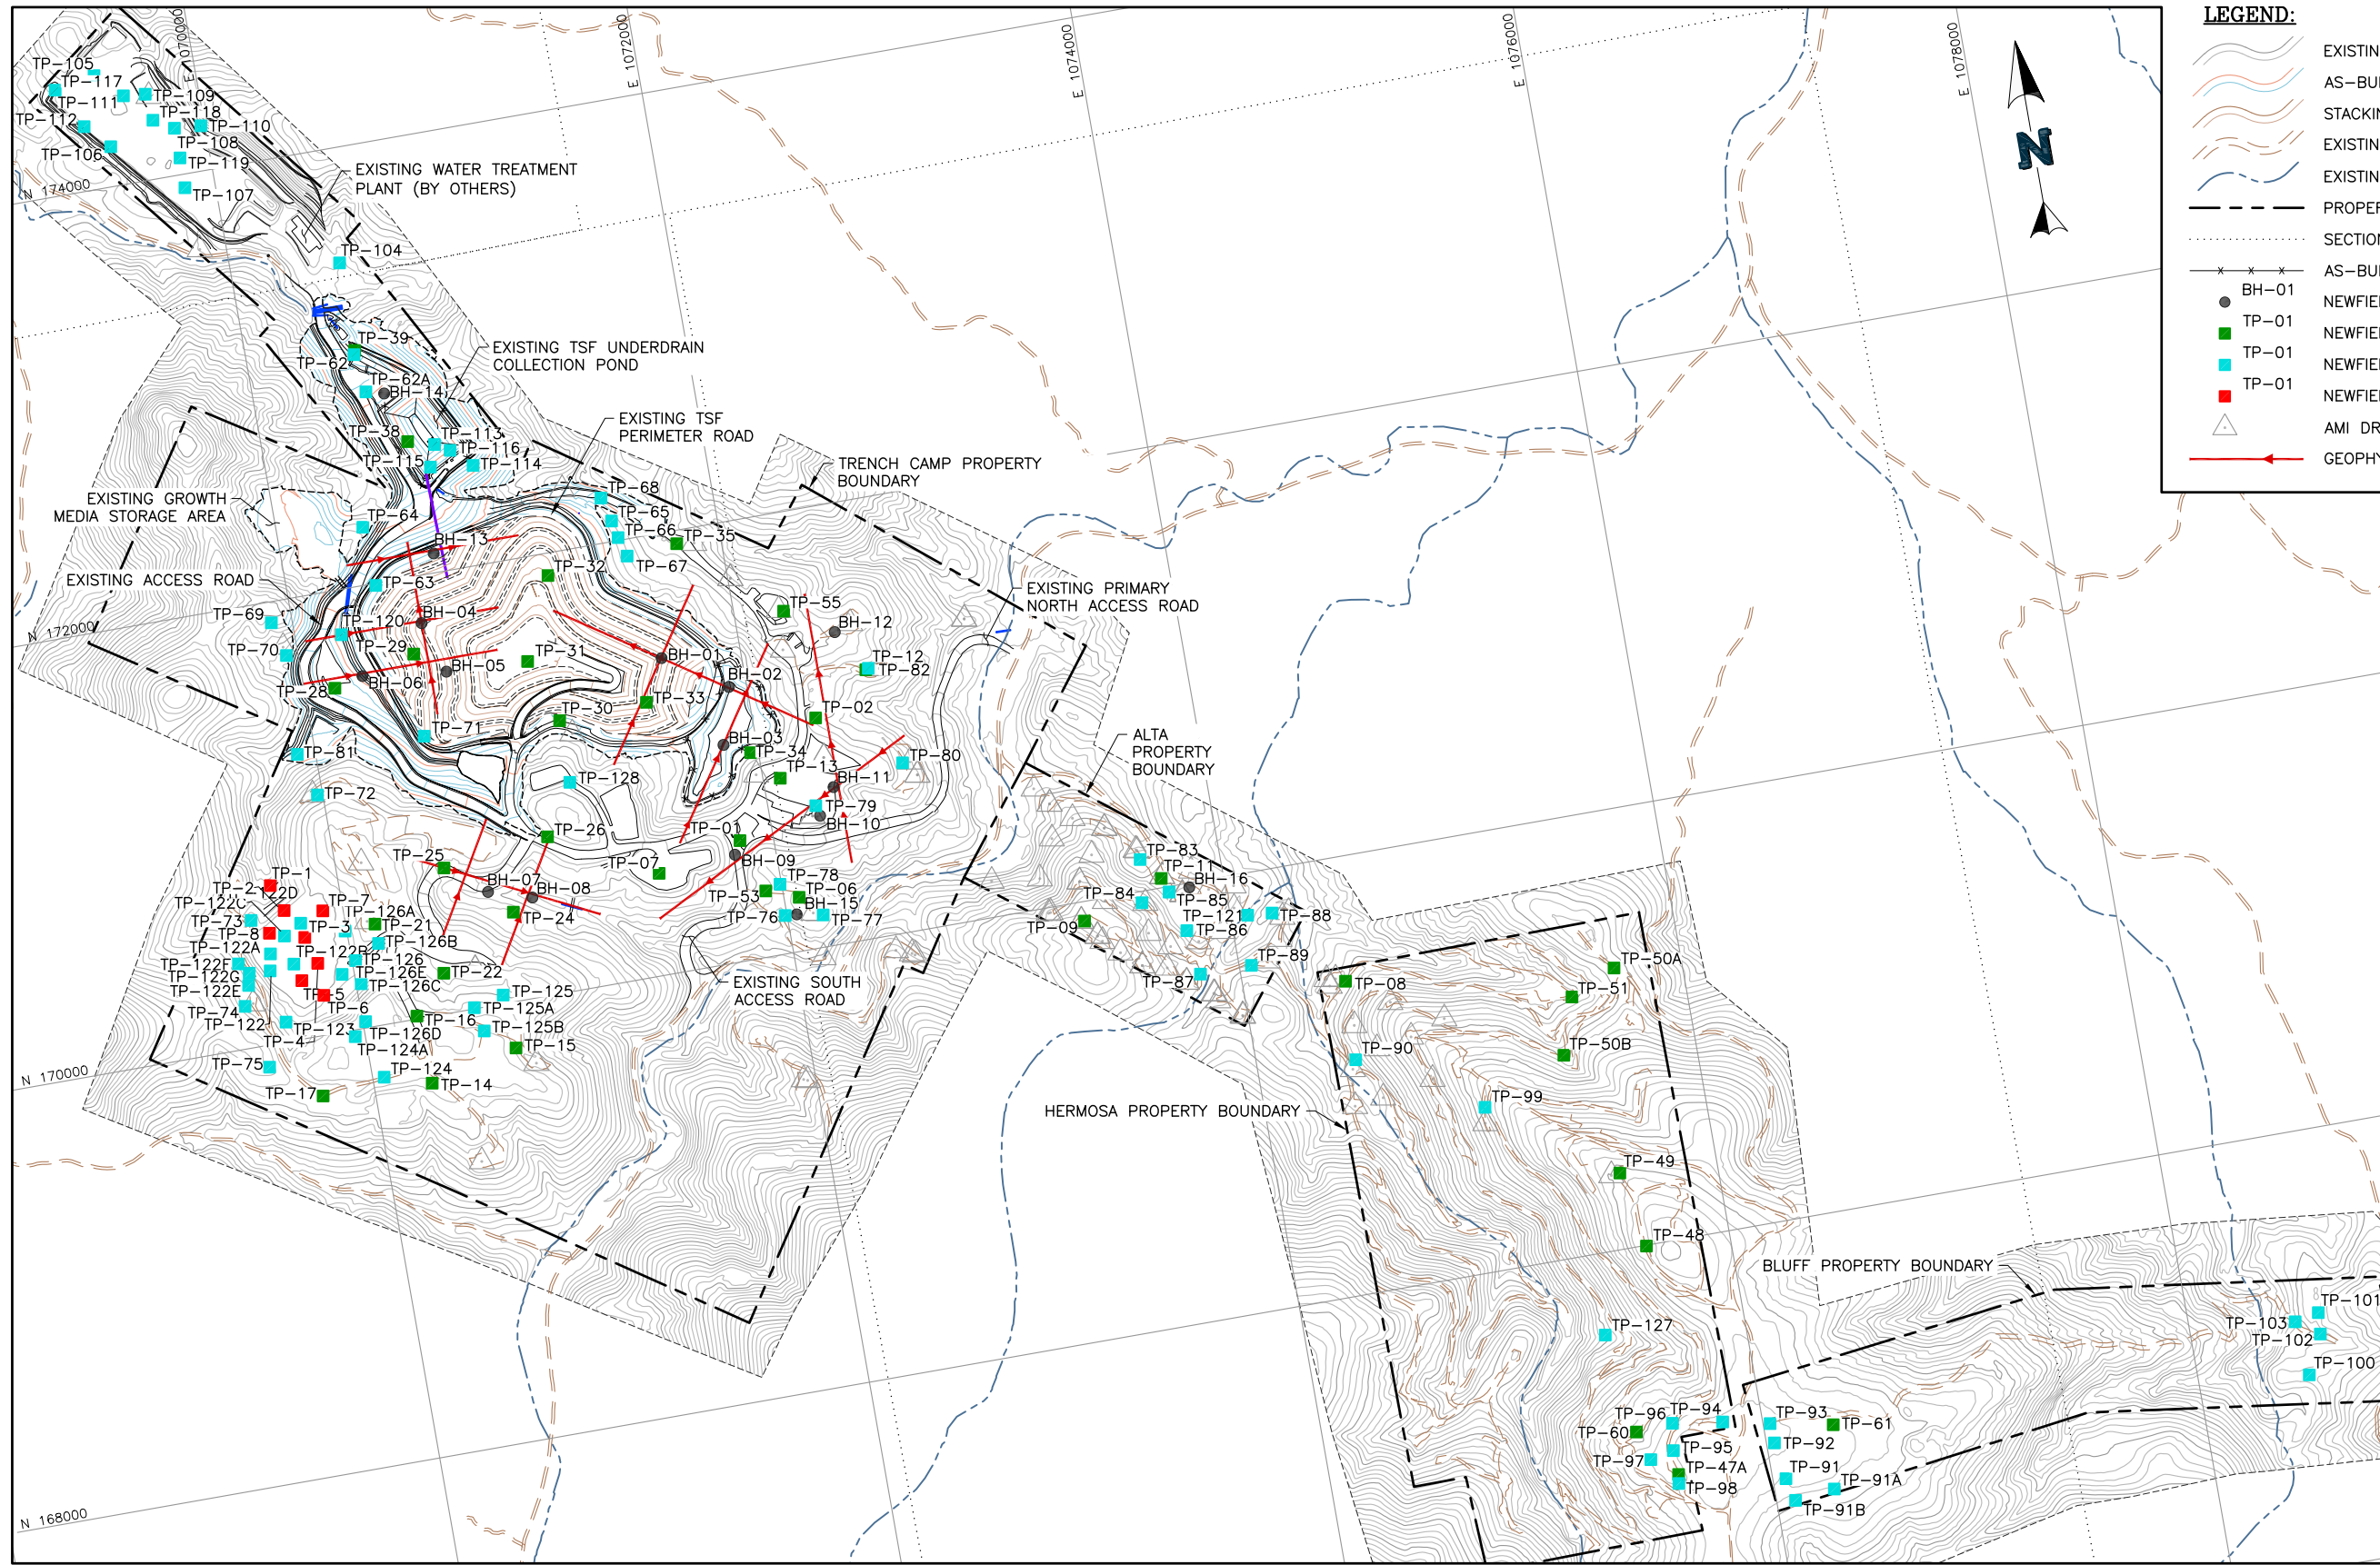 LEGEND:
EXISTIN
AS-BUI
STACKIN
EXISTIN
EXISTIN
PROPER
SECTION
AS-BUI
BH-01
NEWFIE
TP-01
NEWFIE
TP-01
NEWFIE
TP-01
NEWFIE
AMI DR
GEOPHY
N
E 1070000
E 1072000
E 1074000
E 1076000
E 1078000
N 174000
N 172000
N 170000
N 168000
TP-105
TP-117
TP-111
TP-109
TP-118
TP-112
TP-110
TP-108
TP-106
TP-119
TP-107
EXISTING WATER TREATMENT
PLANT (BY OTHERS)
TP-104
TP-39
TP-62
TP-62A
BH-14
EXISTING TSF UNDERDRAIN
COLLECTION POND
EXISTING TSF
PERIMETER ROAD
TP-38
TP-113
TP-116
TP-115
TP-114
TRENCH CAMP PROPERTY
BOUNDARY
EXISTING GROWTH
MEDIA STORAGE AREA
TP-64
TP-68
TP-65
TP-66
TP-35
TP-67
BH-13
TP-32
EXISTING ACCESS ROAD
TP-63
EXISTING PRIMARY
NORTH ACCESS ROAD
TP-69
BH-04
TP-55
TP-120
BH-12
TP-70
TP-29
TP-31
BH-01
TP-12
TP-82
BH-05
BH-06
BH-02
TP-28
TP-33
TP-30
TP-02
TP-71
BH-03
TP-34
TP-81
TP-80
TP-13
TP-128
BH-11
TP-72
TP-79
BH-10
TP-26
TP-01
TP-25
TP-07
BH-09
ALTA
PROPERTY
BOUNDARY
TP-1
TP-2
122D
TP-122C
TP-7
BH-07
BH-08
TP-78
TP-53
TP-06
TP-73
TP-126A
TP-24
BH-15
TP-76
TP-77
TP-8
TP-3
TP-21
TP-122A
TP-122B
TP-126B
TP-122F
TP-126
TP-122G
TP-126E
TP-22
TP-122E
TP-5
TP-126C
TP-125
TP-74
TP-6
TP-125A
TP-122
TP-123
TP-16
TP-4
TP-126D
TP-125B
TP-124A
TP-15
TP-75
TP-124
TP-17
TP-14
EXISTING SOUTH
ACCESS ROAD
TP-83
TP-11
BH-16
TP-84
TP-85
TP-121
TP-88
TP-09
TP-86
TP-89
TP-87
TP-08
TP-50A
TP-51
TP-50B
TP-90
TP-99
HERMOSA PROPERTY BOUNDARY
TP-49
TP-48
BLUFF PROPERTY BOUNDARY
TP-127
TP-101
TP-103
TP-102
TP-100
TP-96
TP-94
TP-93
TP-61
TP-60
TP-92
TP-95
TP-97
TP-47A
TP-91
TP-98
TP-91A
TP-91B